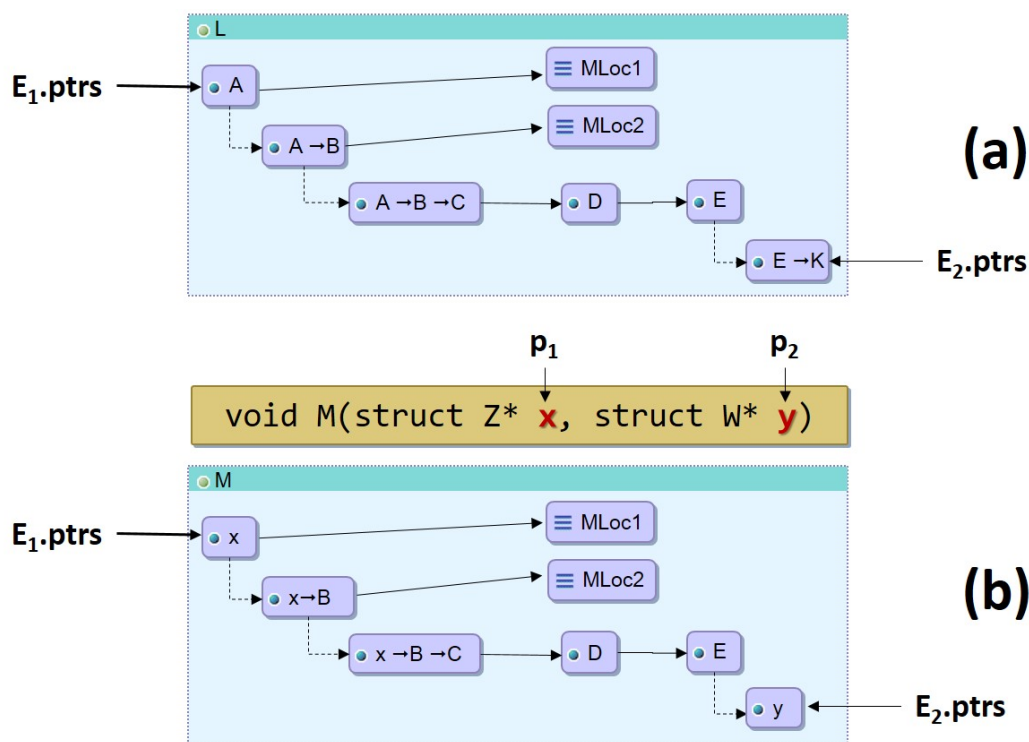 L
E₁.ptrs
A
MLoc1
A →B
MLoc2
(a)
A →B →C
D
E
E →K
E₂.ptrs
p₁
p₂
void M(struct Z* x, struct W* y)
M
E₁.ptrs
x
MLoc1
x→B
MLoc2
(b)
x →B →C
D
E
y
E₂.ptrs